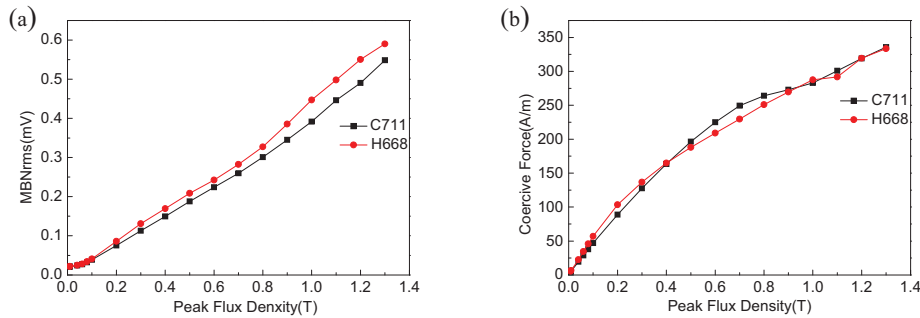 (a)
MBNrms(mV)
0.6
0.5
0.4
0.3
0.2
0.1
0.0
C711
H668
0.0 0.2 0.4 0.6 0.8 1.0 1.2 1.4
Peak Flux Denxity(T)
(b)
Coercive Force(A/m)
350
300
250
200
150
100
50
0
C711
H668
0.0 0.2 0.4 0.6 0.8 1.0 1.2 1.4
Peak Flux Density(T)